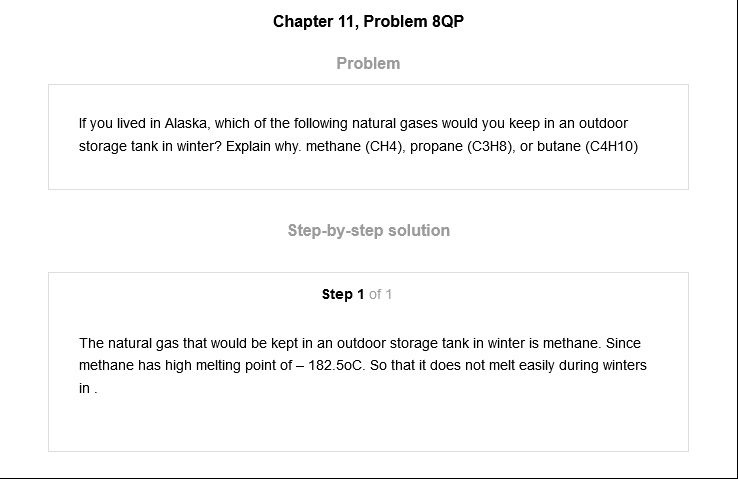 Chapter 11, Problem 8QP
Problem
If you lived in Alaska, which of the following natural gases would you keep in an outdoor
storage tank in winter? Explain why. methane (CH4), propane (C3H8), or butane (C4H10)
Step-by-step solution
Step 1 of 1
The natural gas that would be kept in an outdoor storage tank in winter is methane. Since
methane has high melting point of – 182.5oC. So that it does not melt easily during winters
in .